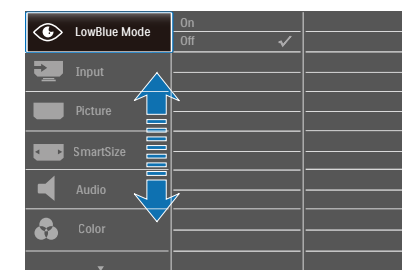 LowBlue Mode
On
Off
Input
Picture
SmartSize
Audio
Color